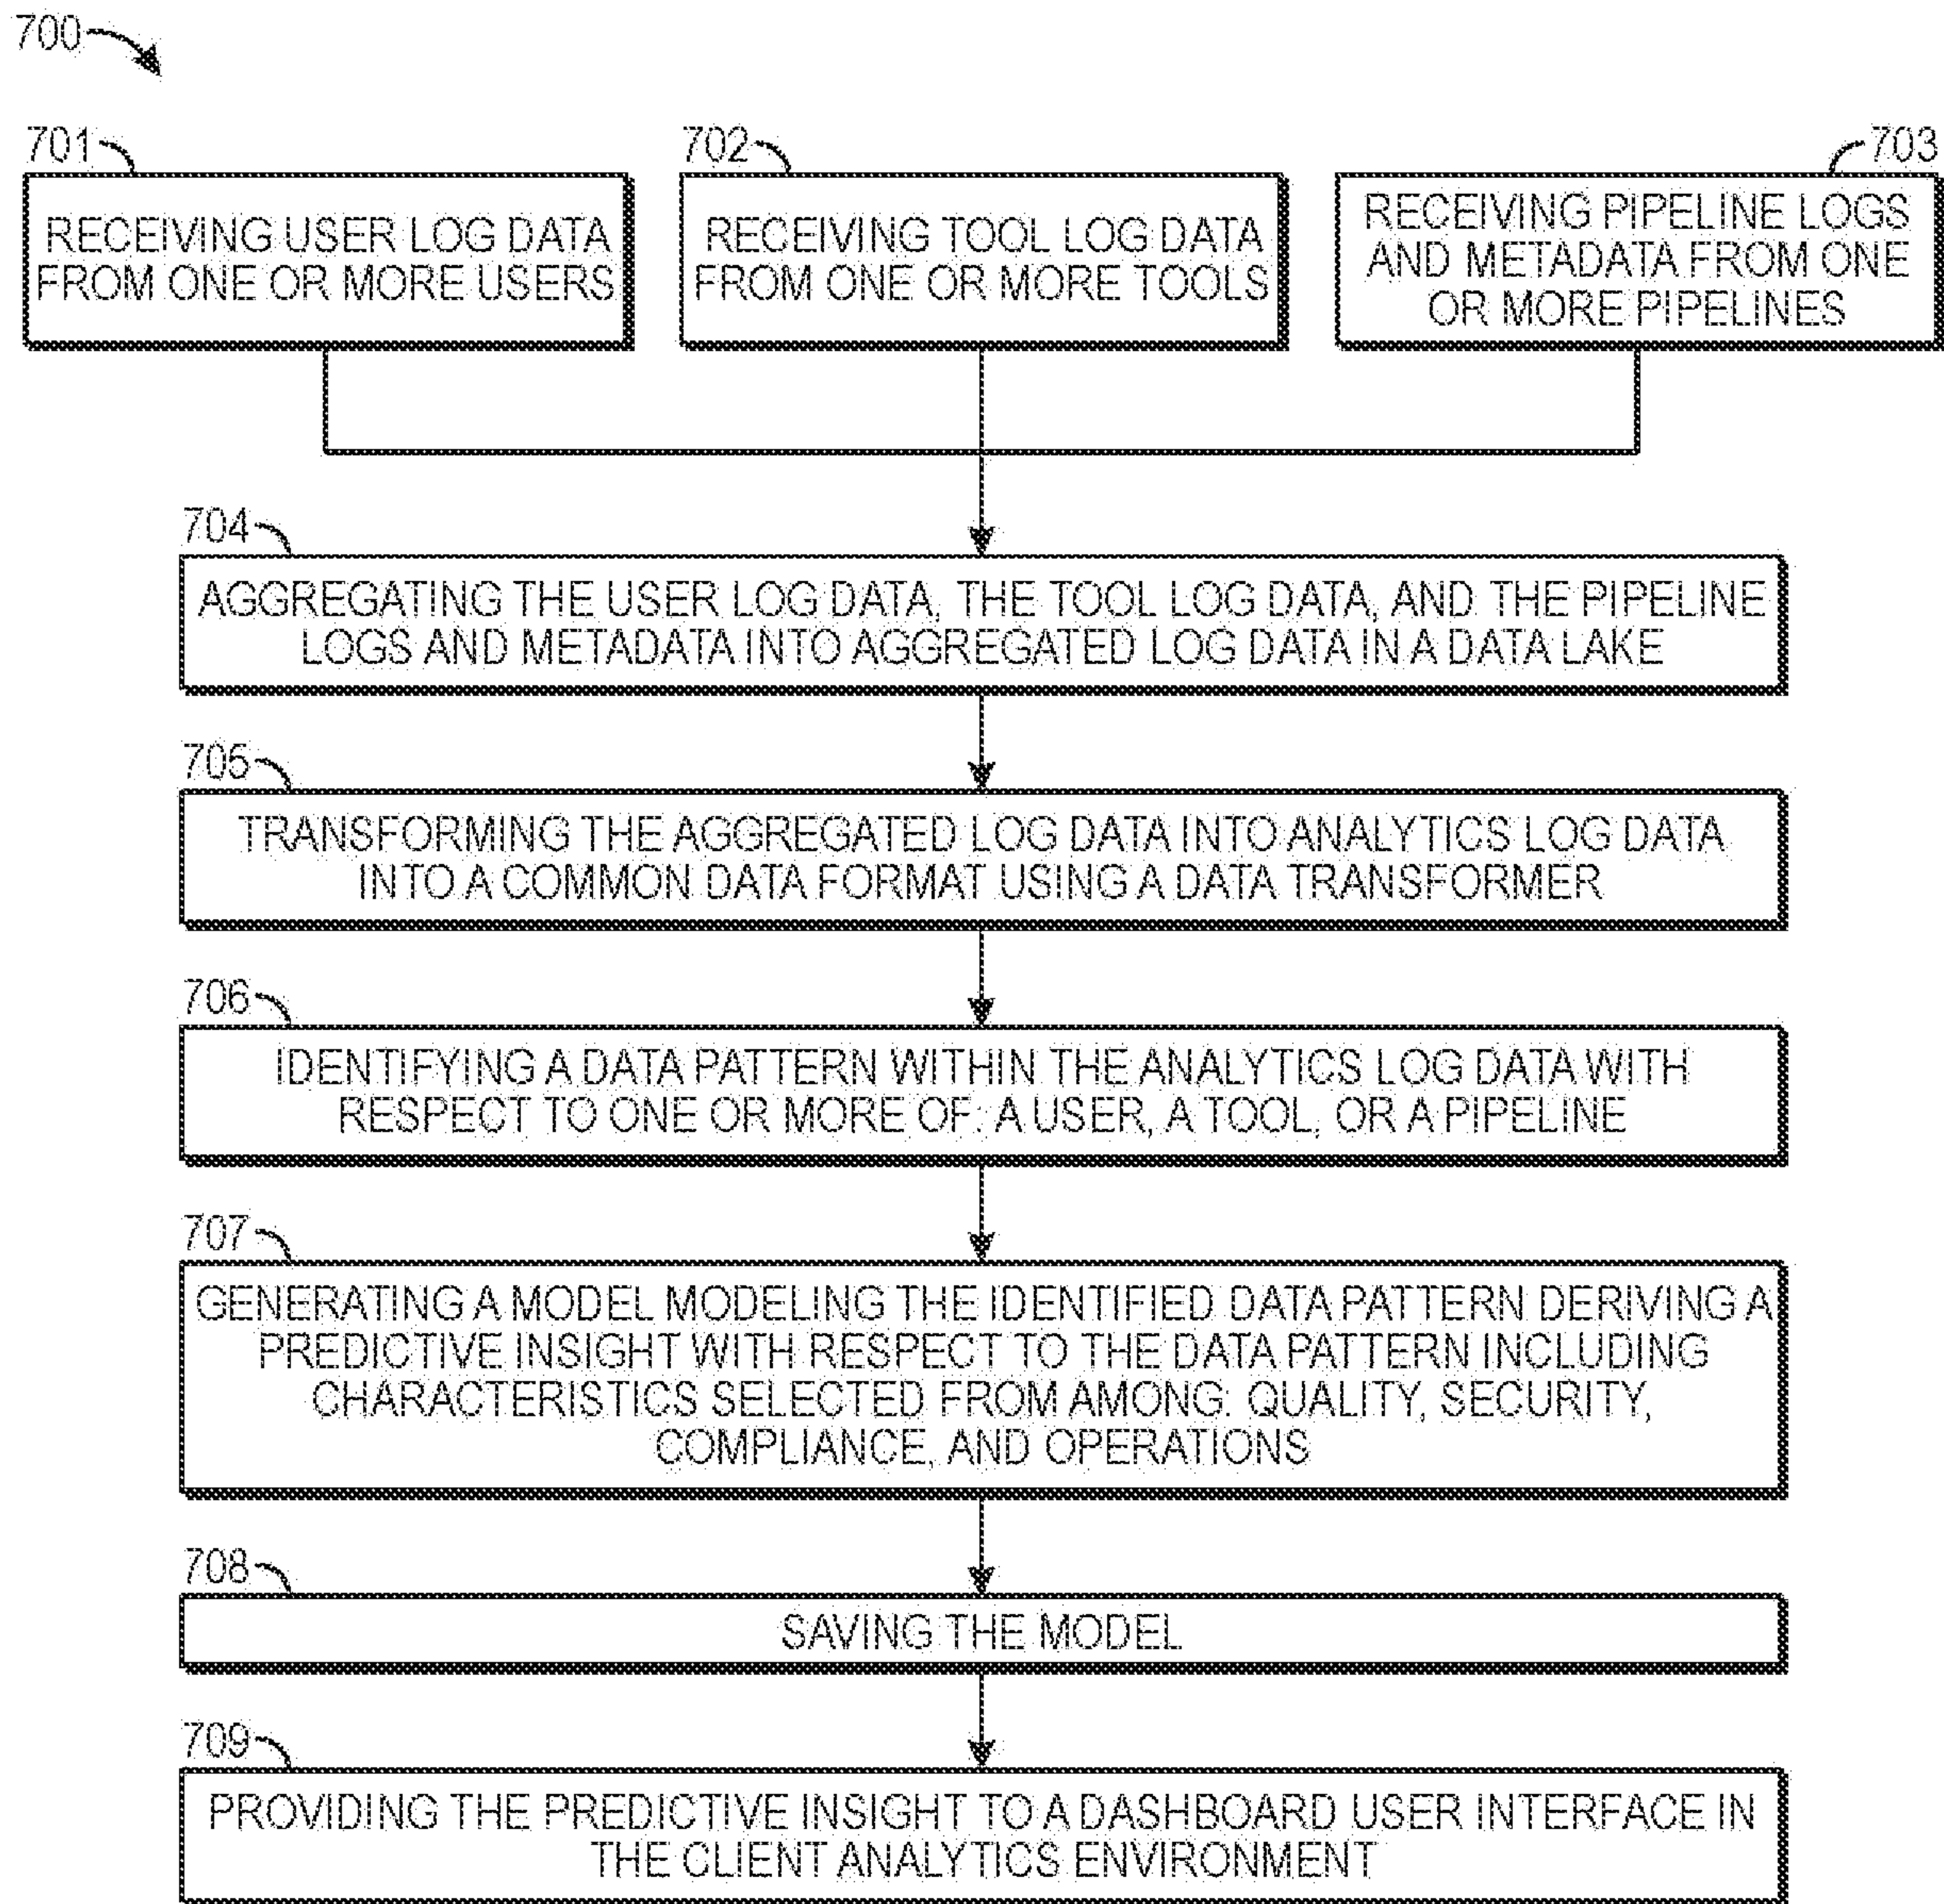 700
701
RECEIVING USER LOG DATA
FROM ONE OR MORE USERS
702
RECEIVING TOOL LOG DATA
FROM ONE OR MORE TOOLS
703
RECEIVING PIPELINE LOGS
AND METADATA FROM ONE
OR MORE PIPELINES
704
AGGREGATING THE USER LOG DATA, THE TOOL LOG DATA, AND THE PIPELINE
LOGS AND METADATA INTO AGGREGATED LOG DATA IN A DATA LAKE
705
TRANSFORMING THE AGGREGATED LOG DATA INTO ANALYTICS LOG DATA
INTO A COMMON DATA FORMAT USING A DATA TRANSFORMER
706
IDENTIFYING A DATA PATTERN WITHIN THE ANALYTICS LOG DATA WITH
RESPECT TO ONE OR MORE OF: A USER, A TOOL, OR A PIPELINE
707
GENERATING A MODEL MODELING THE IDENTIFIED DATA PATTERN DERIVING A
PREDICTIVE INSIGHT WITH RESPECT TO THE DATA PATTERN INCLUDING
CHARACTERISTICS SELECTED FROM AMONG: QUALITY, SECURITY,
COMPLIANCE, AND OPERATIONS
708
SAVING THE MODEL
709
PROVIDING THE PREDICTIVE INSIGHT TO A DASHBOARD USER INTERFACE IN
THE CLIENT ANALYTICS ENVIRONMENT